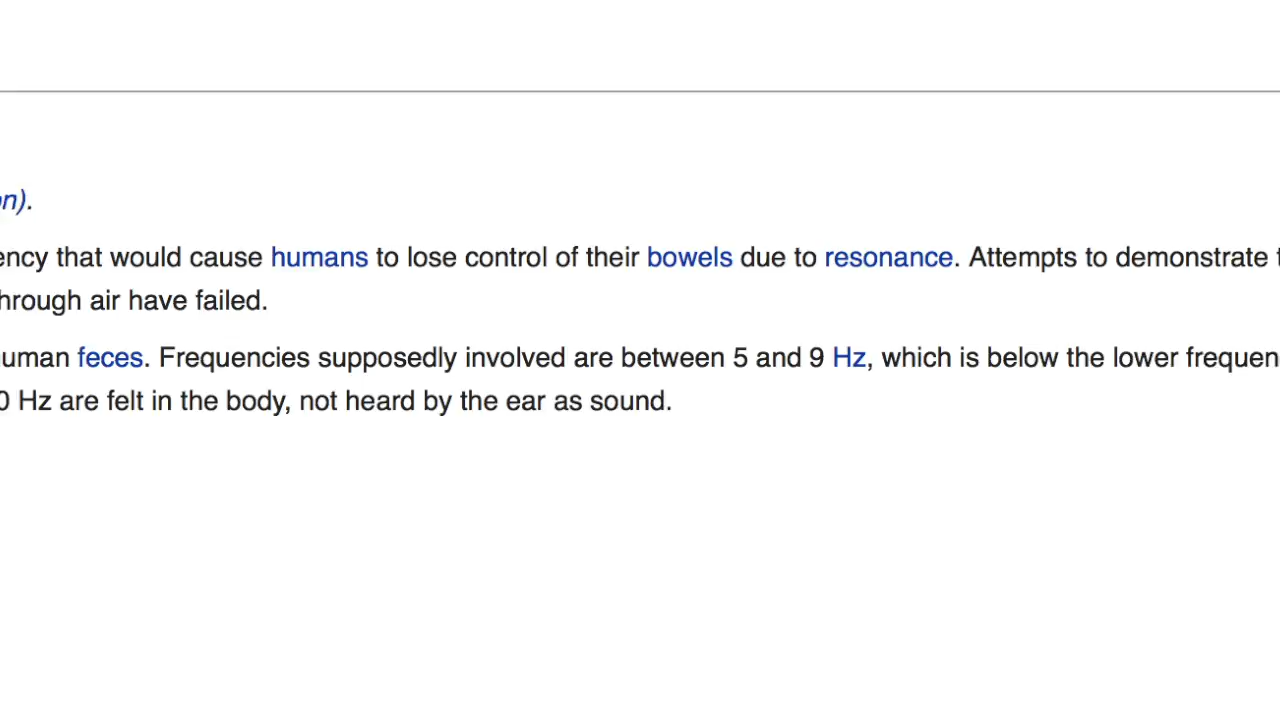 n).
ency that would cause humans to lose control of their bowels due to resonance. Attempts to demonstrate t
hrough air have failed.
uman feces. Frequencies supposedly involved are between 5 and 9 Hz, which is below the lower frequen
0 Hz are felt in the body, not heard by the ear as sound.